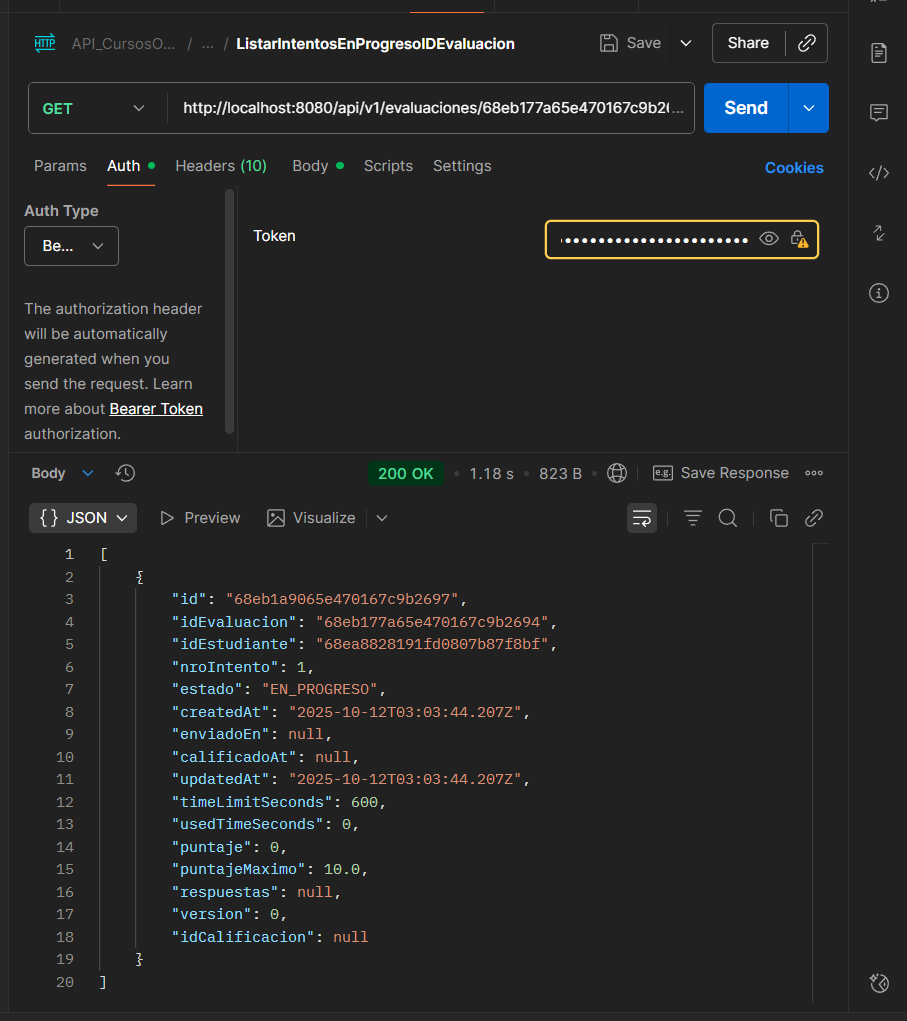 HTTP API_CursosO... / ... / ListarIntentosEnProgresoIDEvaluacion Save Share
GET http://localhost:8080/api/v1/evaluaciones/68eb177a65e470167c9b2... Send
Params Auth Headers (10) Body Scripts Settings Cookies
Auth Type
Be...
Token
The authorization header
will be automatically
generated when you
send the request. Learn
more about Bearer Token
authorization.
Body 200 OK 1.18 s 823 B e.g. Save Response
{} JSON Preview Visualize
1 [
2 {
3 "id": "68eb1a9065e470167c9b2697",
4 "idEvaluacion": "68eb177a65e470167c9b2694",
5 "idEstudiante": "68ea8828191fd0807b87f8bf",
6 "nroIntento": 1,
7 "estado": "EN_PROGRESO",
8 "createdAt": "2025-10-12T03:03:44.207Z",
9 "enviadoEn": null,
10 "calificadoAt": null,
11 "updatedAt": "2025-10-12T03:03:44.207Z",
12 "timeLimitSeconds": 600,
13 "usedTimeSeconds": 0,
14 "puntaje": 0,
15 "puntajeMaximo": 10.0,
16 "respuestas": null,
17 "version": 0,
18 "idCalificacion": null
19 }
20 ]